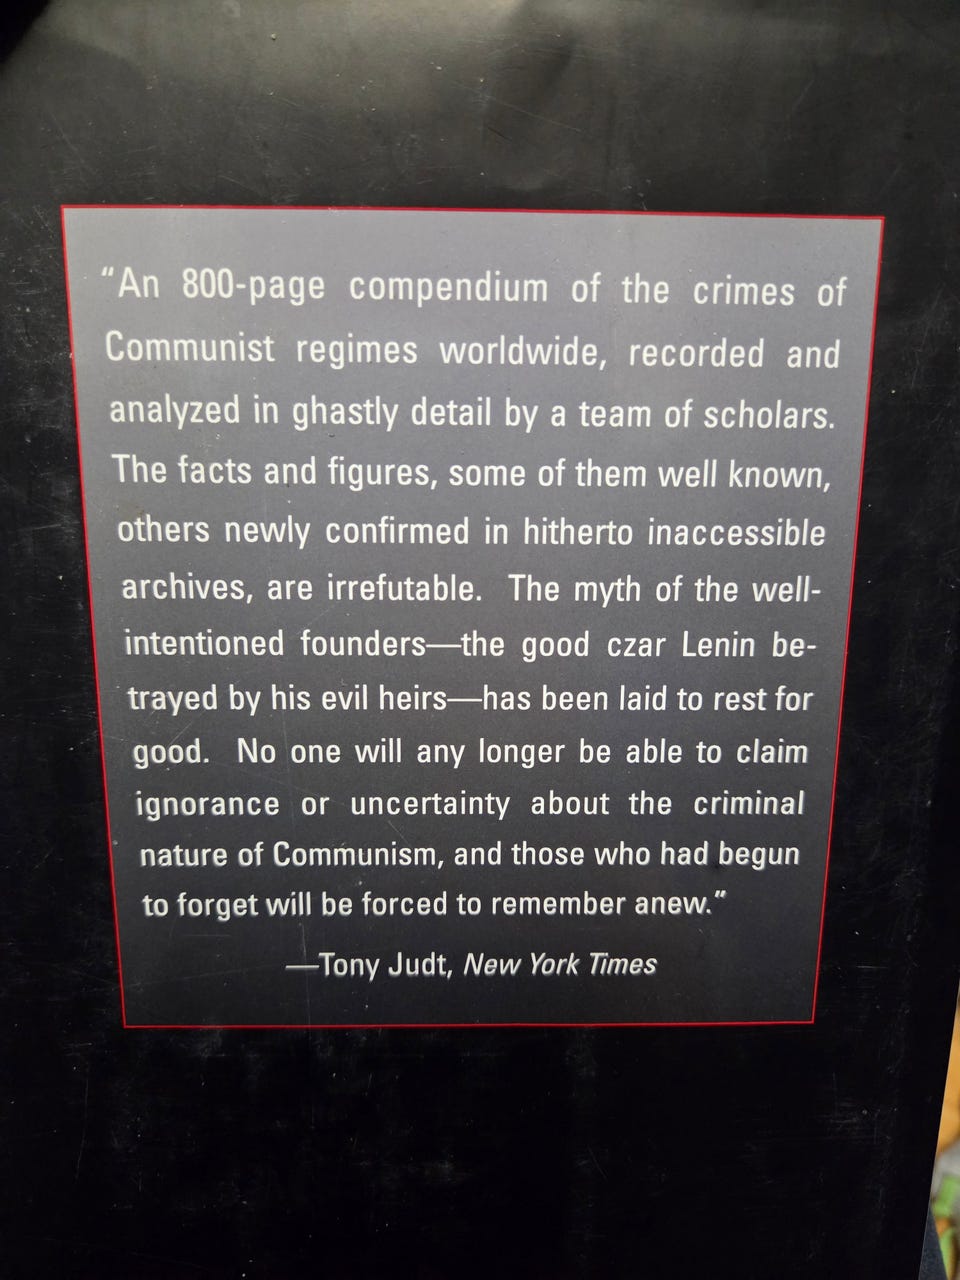 “An 800-page compendium of the crimes of
Communist regimes worldwide, recorded and
analyzed in ghastly detail by a team of scholars.
The facts and figures, some of them well known,
others newly confirmed in hitherto inaccessible
archives, are irrefutable. The myth of the well-
intentioned founders—the good czar Lenin be-
trayed by his evil heirs—has been laid to rest for
good. No one will any longer be able to claim
ignorance or uncertainty about the criminal
nature of Communism, and those who had begun
to forget will be forced to remember anew.”
—Tony Judt, New York Times